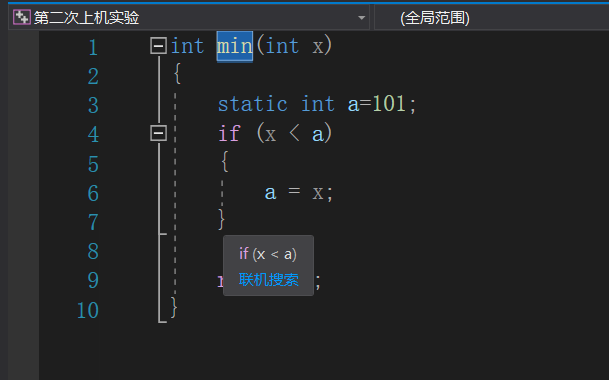 第二次上机实验
(全局范围)
1 int min(int x)
2 {
3 static int a=101;
4 if (x < a)
5 {
6 a = x;
7 }
8
if (x < a)
联机搜索
9 ;
10 }